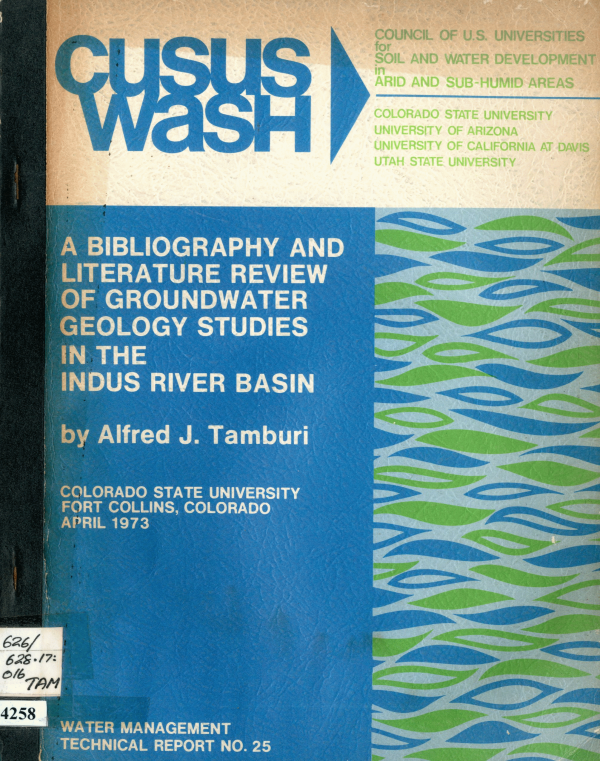 CUSUS
WASH
COUNCIL OF U.S. UNIVERSITIES
for
SOIL AND WATER DEVELOPMENT
in
ARID AND SUB-HUMID AREAS
COLORADO STATE UNIVERSITY
UNIVERSITY OF ARIZONA
UNIVERSITY OF CALIFORNIA AT DAVIS
UTAH STATE UNIVERSITY
A BIBLIOGRAPHY AND
LITERATURE REVIEW
OF GROUNDWATER
GEOLOGY STUDIES
IN THE
INDUS RIVER BASIN
by Alfred J. Tamburi
COLORADO STATE UNIVERSITY
FORT COLLINS, COLORADO
APRIL 1973
626/
628.17:
016
TAM
4258
WATER MANAGEMENT
TECHNICAL REPORT NO. 25